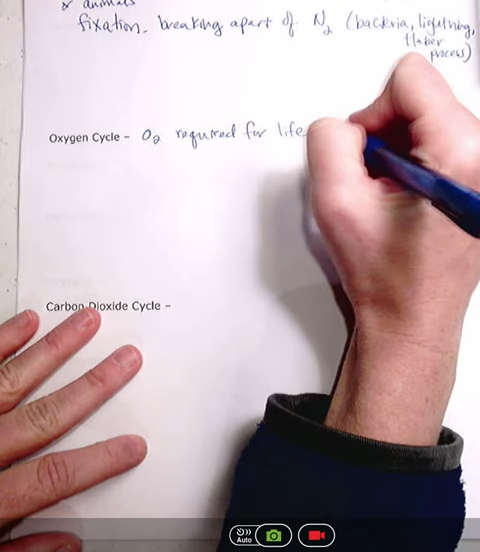 & animals
fixation - breaking apart of N₂ (bacteria, lightning,
Haber
process)
Oxygen Cycle – O₂ required for life
Carbon Dioxide Cycle –
Auto